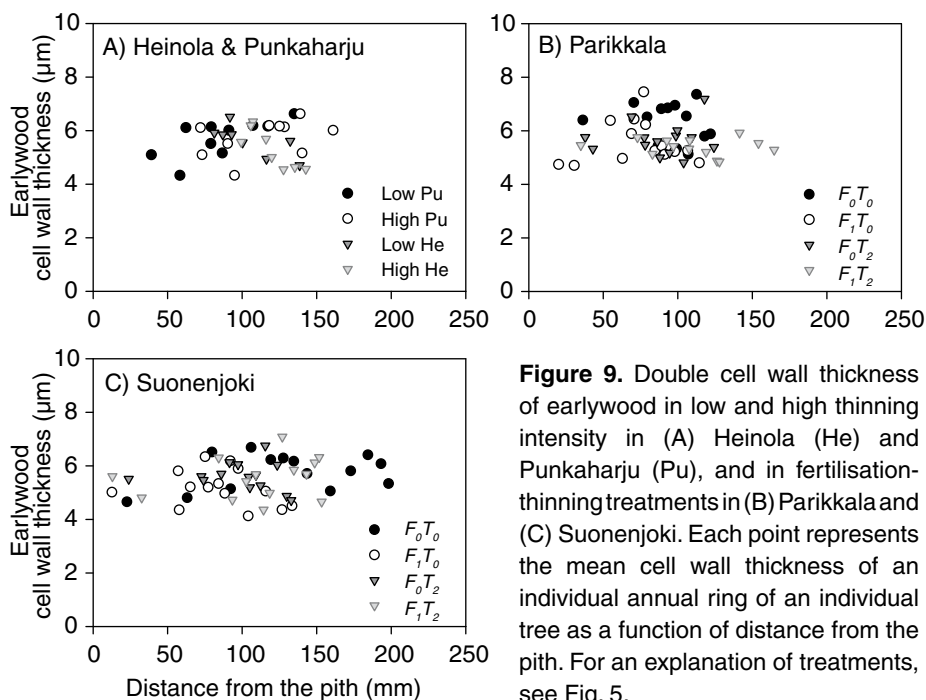 10
8
6
4
2
0
Earlywood
cell wall thickness (µm)
A) Heinola & Punkaharju
Low Pu
High Pu
Low He
High He
0 50 100 150 200 250
10
8
6
4
2
0
B) Parikkala
F0T0
F1T0
F0T2
F1T2
0 50 100 150 200 250
10
8
6
4
2
0
Earlywood
cell wall thickness (µm)
C) Suonenjoki
F0T0
F1T0
F0T2
F1T2
0 50 100 150 200 250
Distance from the pith (mm)
Figure 9. Double cell wall thickness
of earlywood in low and high thinning
intensity in (A) Heinola (He) and
Punkaharju (Pu), and in fertilisation-
thinning treatments in (B) Parikkala and
(C) Suonenjoki. Each point represents
the mean cell wall thickness of an
individual annual ring of an individual
tree as a function of distance from the
pith. For an explanation of treatments,
see Fig. 5.